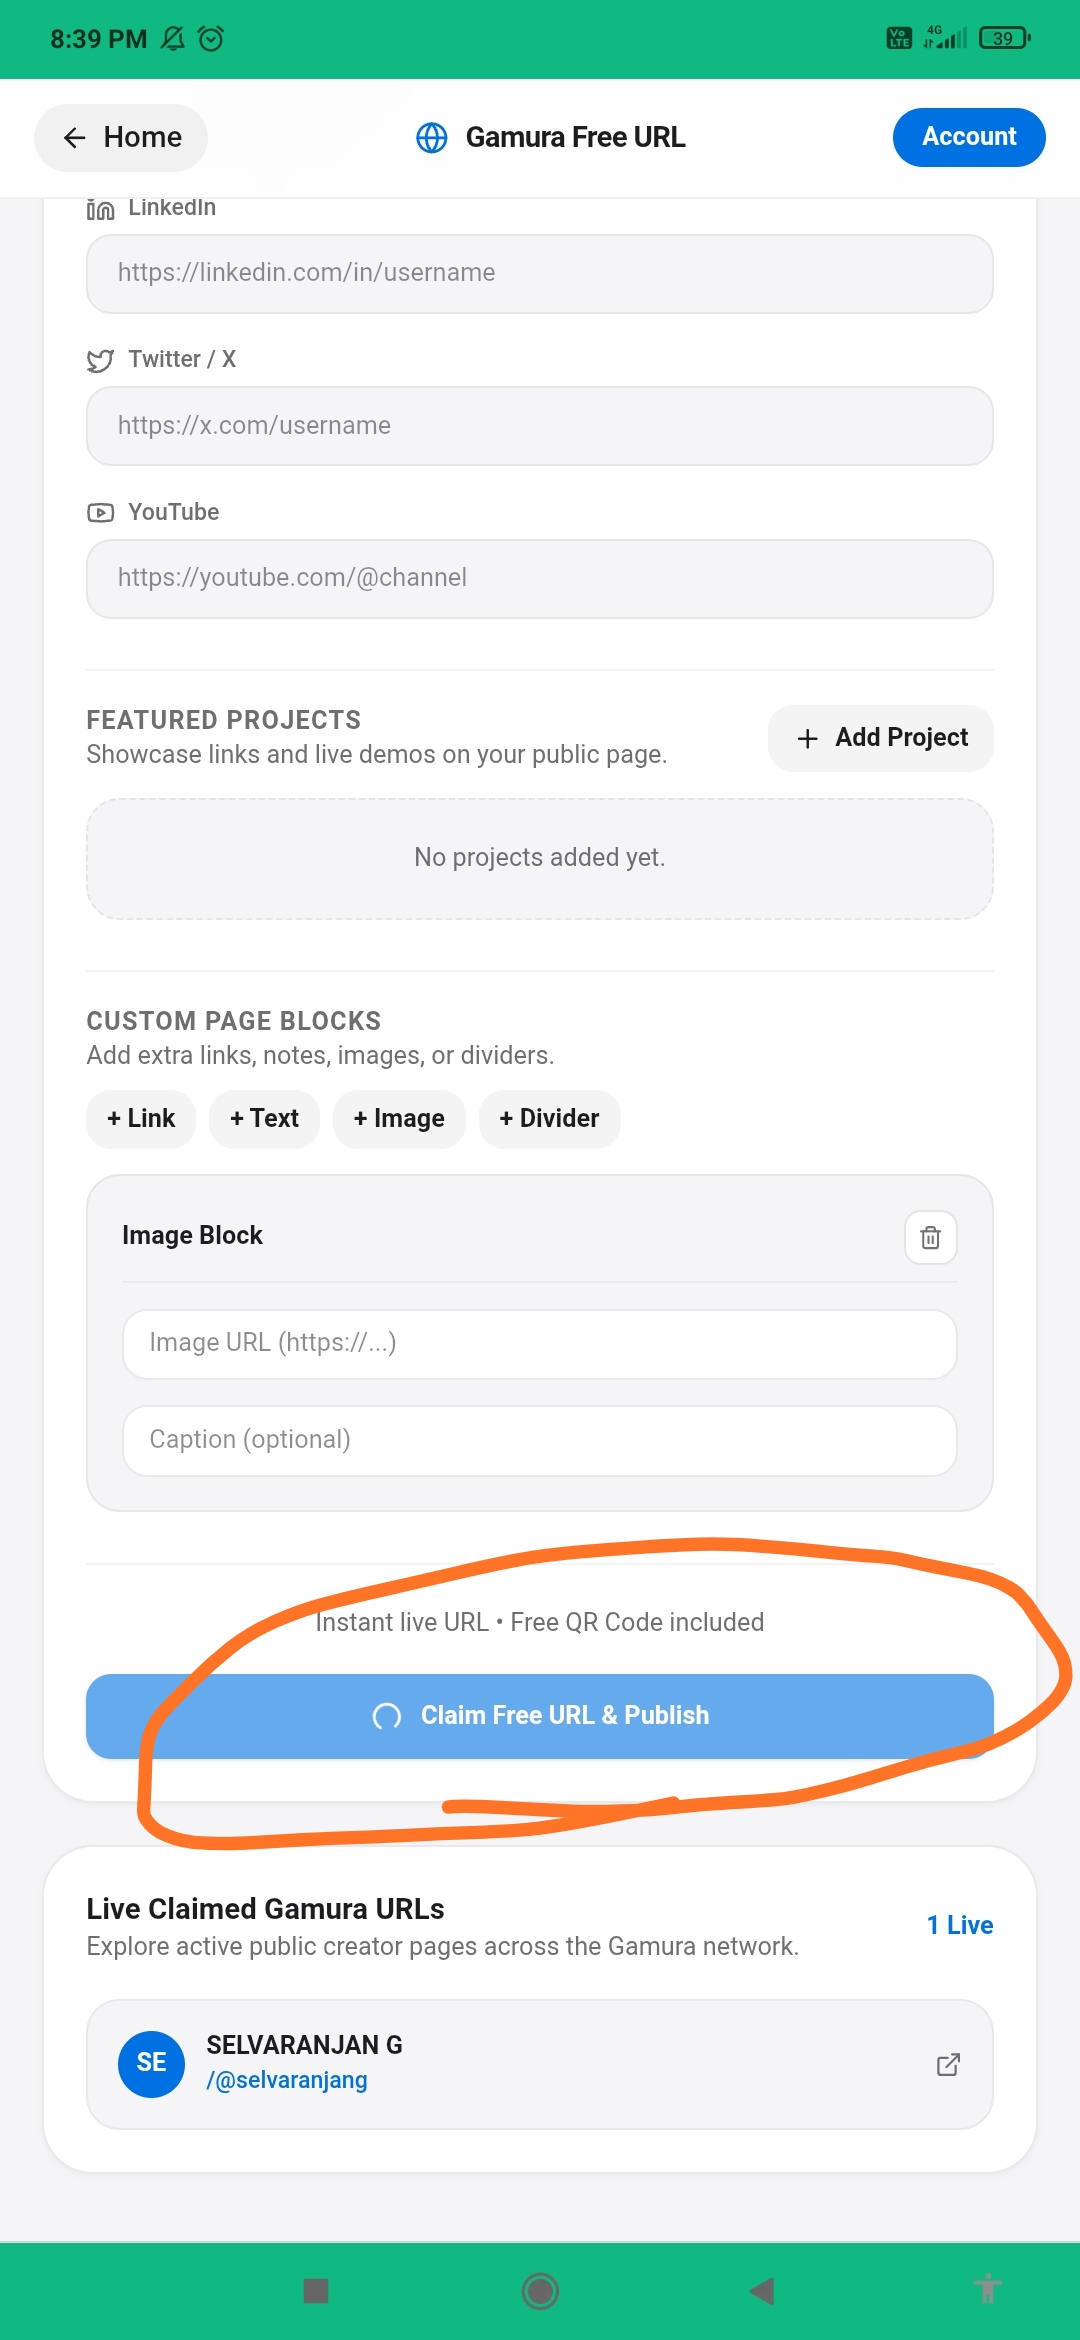 8:39 PM
Vo LTE 4G 39
Home
Gamura Free URL
Account
LinkedIn
https://linkedin.com/in/username
Twitter / X
https://x.com/username
YouTube
https://youtube.com/@channel
FEATURED PROJECTS
Showcase links and live demos on your public page.
+ Add Project
No projects added yet.
CUSTOM PAGE BLOCKS
Add extra links, notes, images, or dividers.
+ Link + Text + Image + Divider
Image Block
Image URL (https://...)
Caption (optional)
Instant live URL • Free QR Code included
Claim Free URL & Publish
Live Claimed Gamura URLs
1 Live
Explore active public creator pages across the Gamura network.
SE
SELVARANJAN G
/@selvaranjang